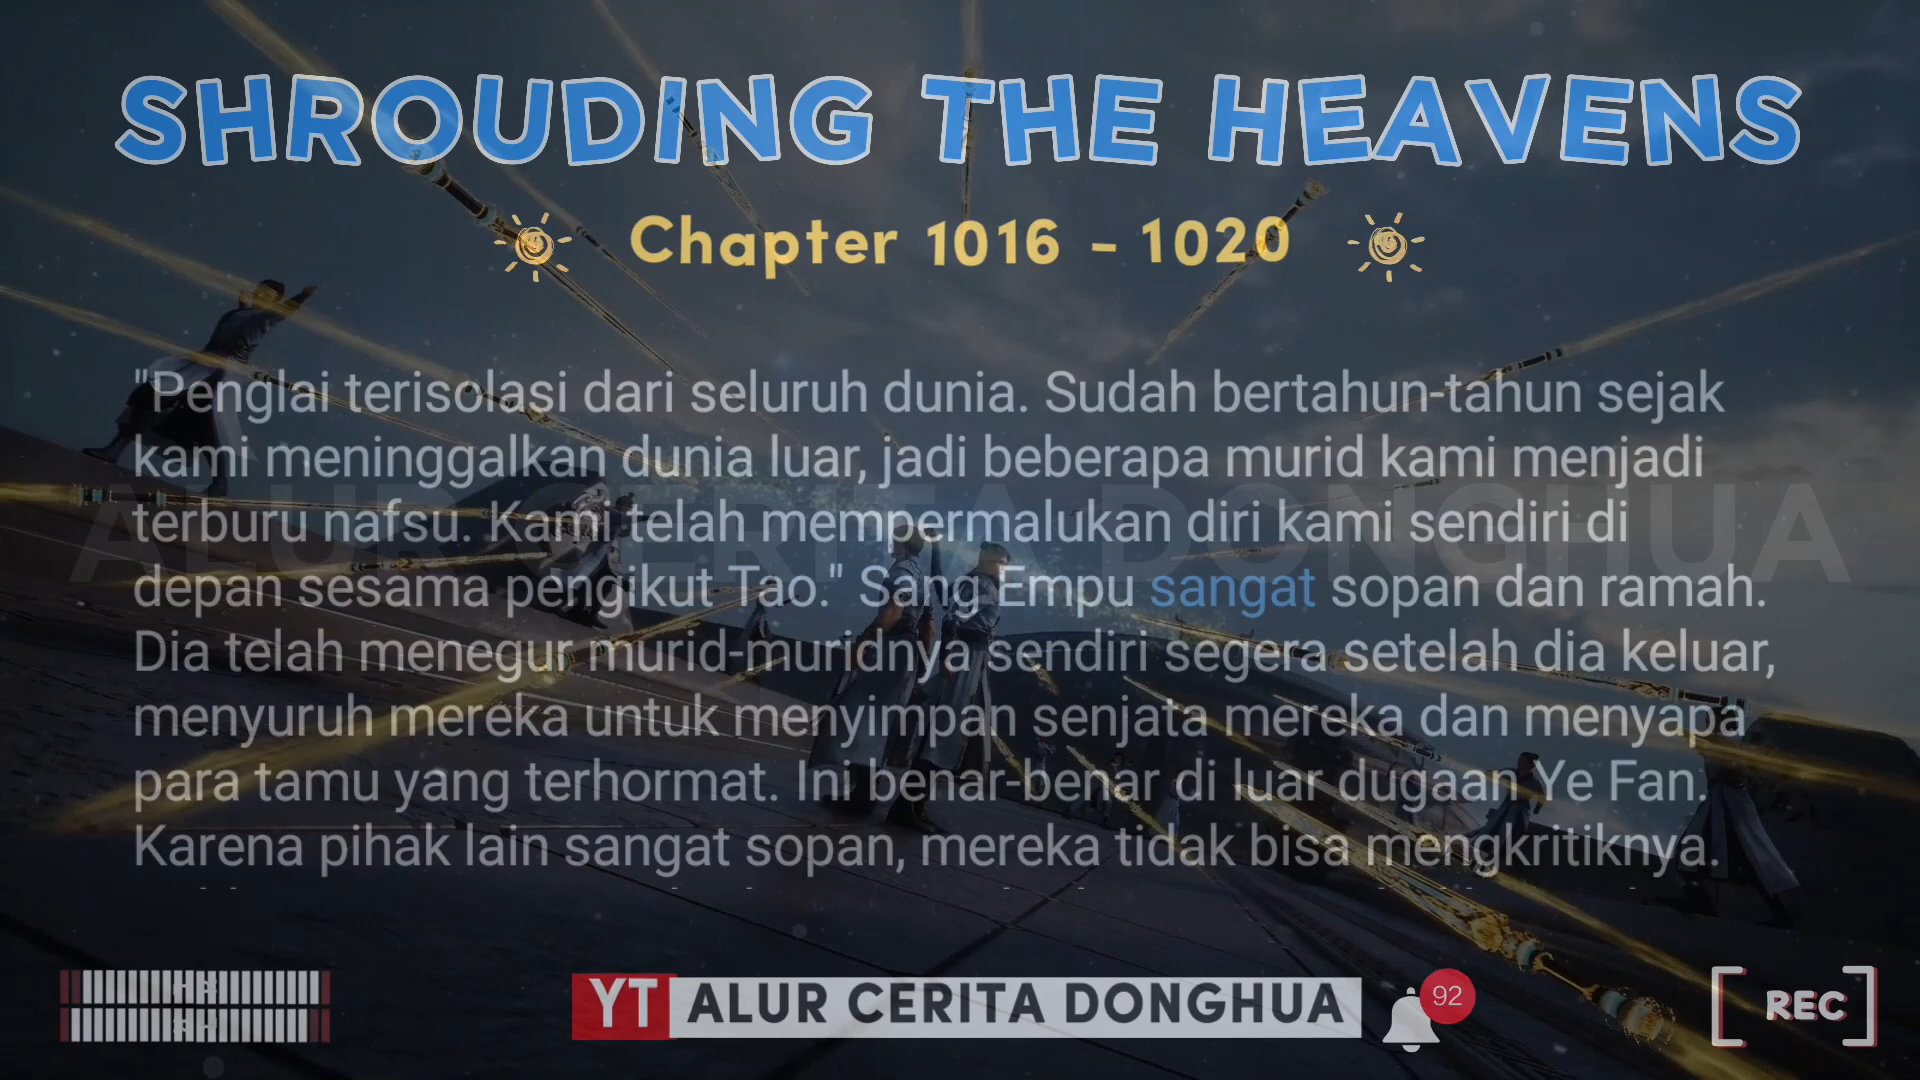 SHROUDING THE HEAVENS
Chapter 1016 - 1020
"Penglai terisolasi dari seluruh dunia. Sudah bertahun-tahun sejak
kami meninggalkan dunia luar, jadi beberapa murid kami menjadi
terburu nafsu. Kami telah mempermalukan diri kami sendiri di
depan sesama pengikut Tao." Sang Empu sangat sopan dan ramah.
Dia telah menegur murid-muridnya sendiri segera setelah dia keluar,
menyuruh mereka untuk menyimpan senjata mereka dan menyapa
para tamu yang terhormat. Ini benar-benar di luar dugaan Ye Fan.
Karena pihak lain sangat sopan, mereka tidak bisa mengkritiknya.
ALUR CERITA DONGHUA
YT ALUR CERITA DONGHUA
92
REC